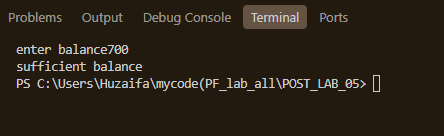 Problems Output Debug Console Terminal Ports
enter balance700
sufficient balance
PS C:\Users\Huzaifa\mycode(PF_lab_all\POST_LAB_05>